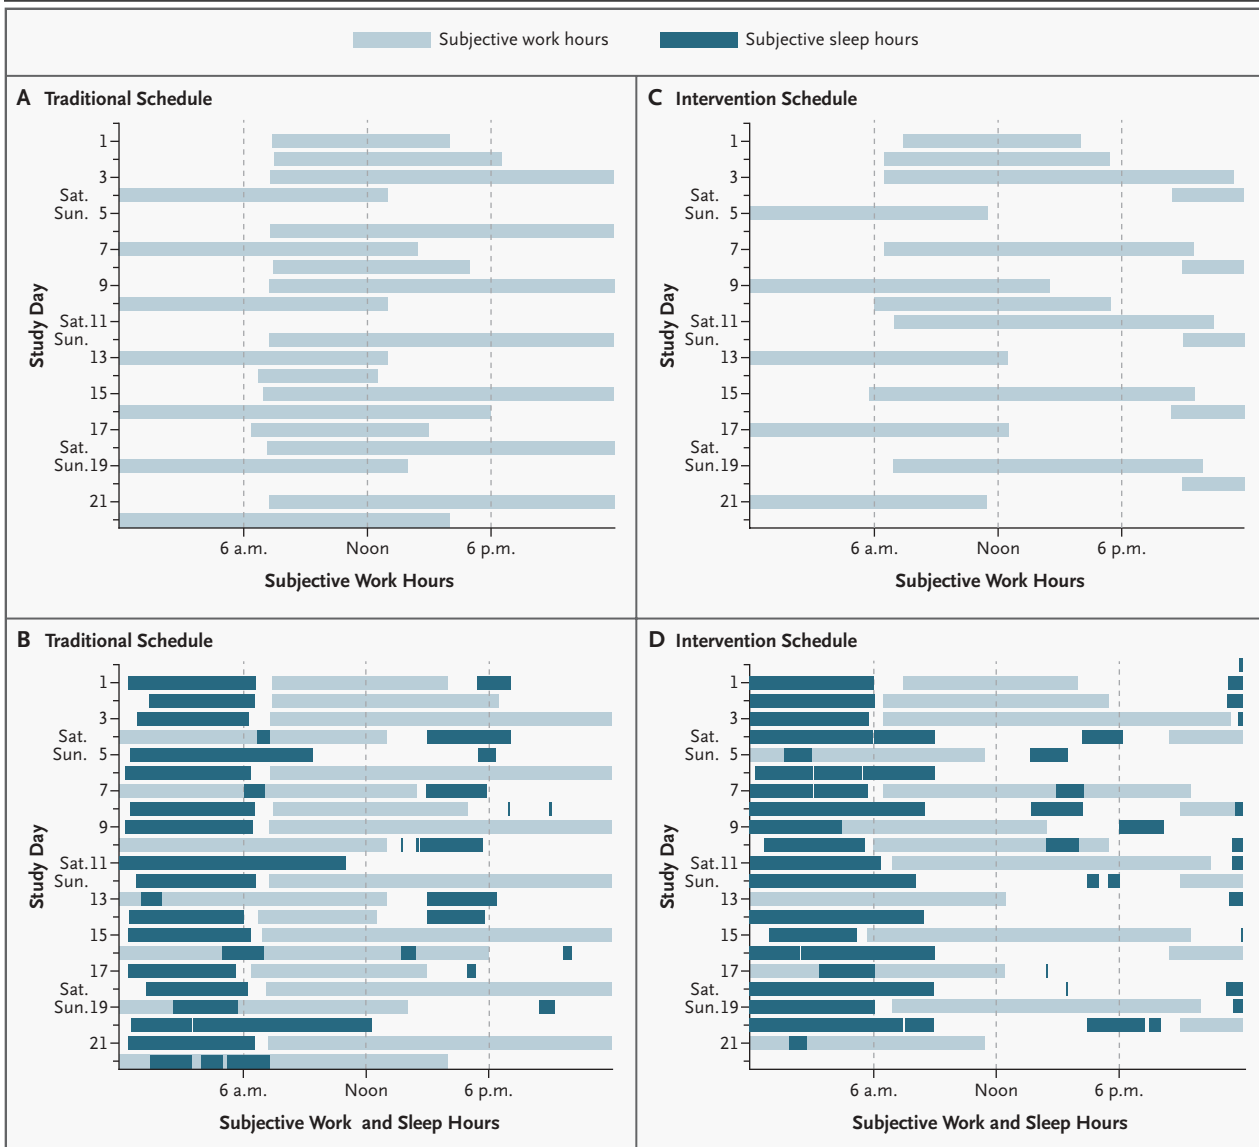 Subjective work hours
Subjective sleep hours
A Traditional Schedule
1
3
Sat.
Sun. 5
7
9
Sat.11
Sun.
13
15
17
Sat.
Sun.19
21
Study Day
6 a.m. Noon 6 p.m.
Subjective Work Hours
C Intervention Schedule
1
3
Sat.
Sun. 5
7
9
Sat.11
Sun.
13
15
17
Sat.
Sun.19
21
Study Day
6 a.m. Noon 6 p.m.
Subjective Work Hours
B Traditional Schedule
1
3
Sat.
Sun. 5
7
9
Sat.11
Sun.
13
15
17
Sat.
Sun.19
21
Study Day
6 a.m. Noon 6 p.m.
Subjective Work and Sleep Hours
D Intervention Schedule
1
3
Sat.
Sun. 5
7
9
Sat.11
Sun.
13
15
17
Sat.
Sun.19
21
Study Day
6 a.m. Noon 6 p.m.
Subjective Work and Sleep Hours